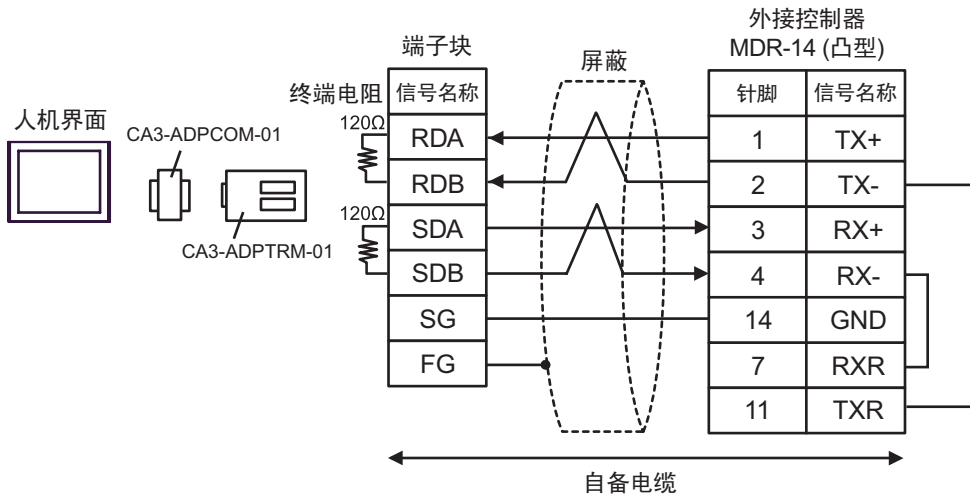 人机界面
CA3-ADPCOM-01
CA3-ADPTRM-01
终端电阻
120Ω
120Ω
端子块
信号名称
RDA
RDB
SDA
SDB
SG
FG
屏蔽
外接控制器
MDR-14 (凸型)
针脚 信号名称
1 TX+
2 TX-
3 RX+
4 RX-
14 GND
7 RXR
11 TXR
自备电缆